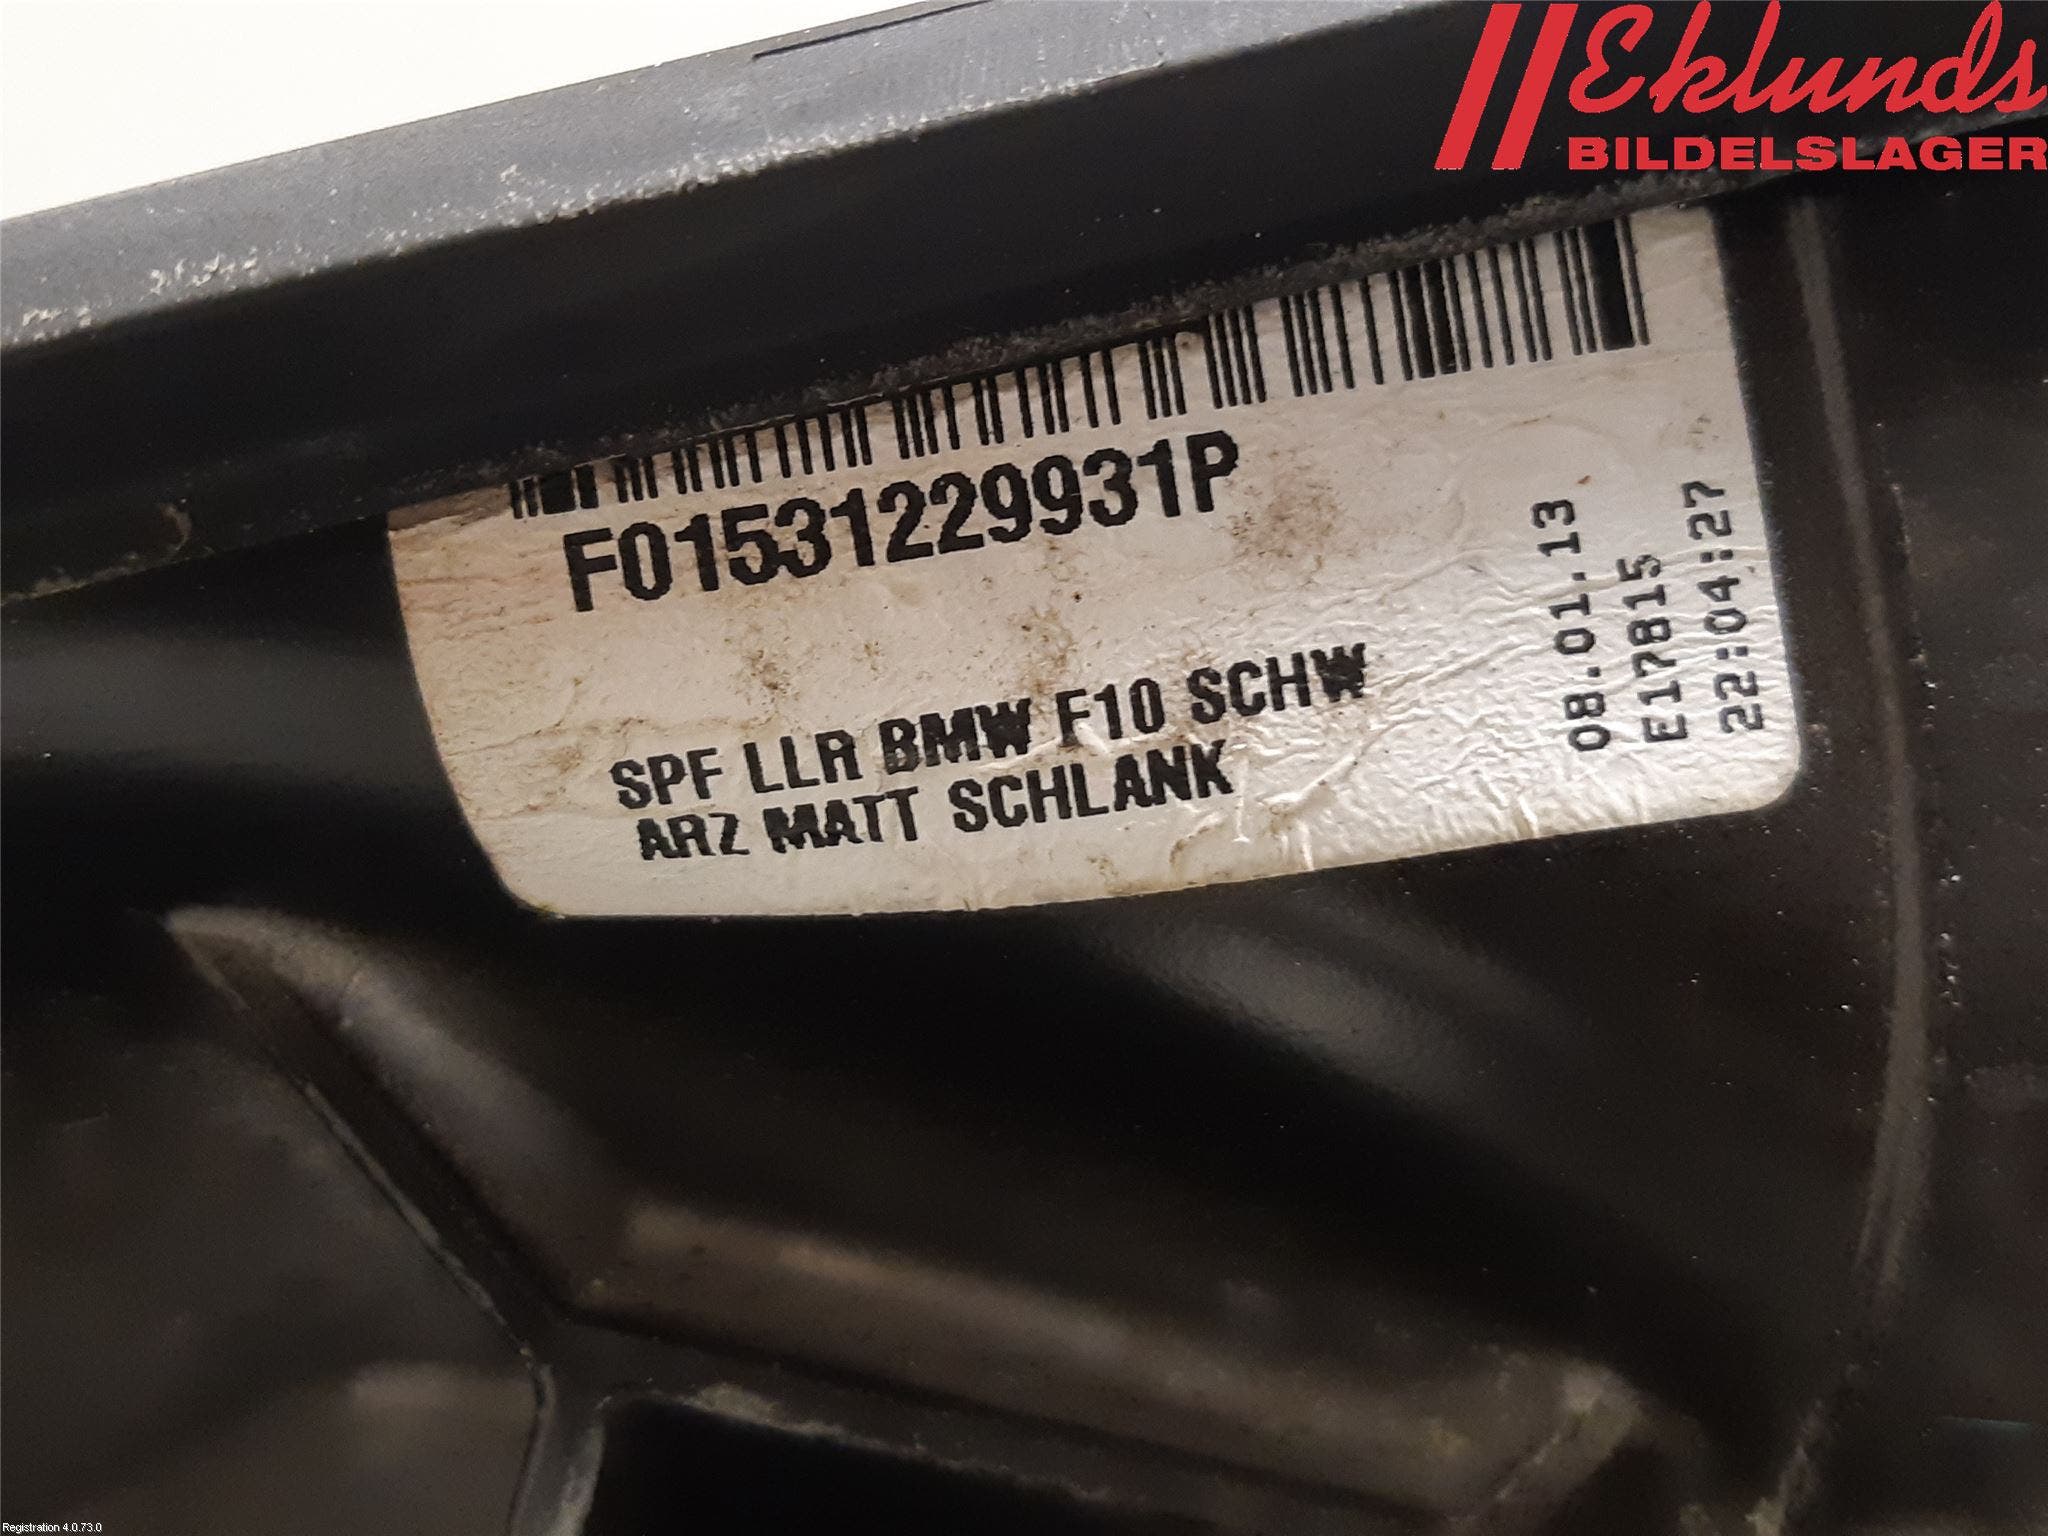 Eklunds
BILDELSLAGER
F01531229931P
SPF LLR BMW F10 SCHW
ARZ MATT SCHLANK
08.01.13
E17815
22:04:27
Registration 4.0.73.0